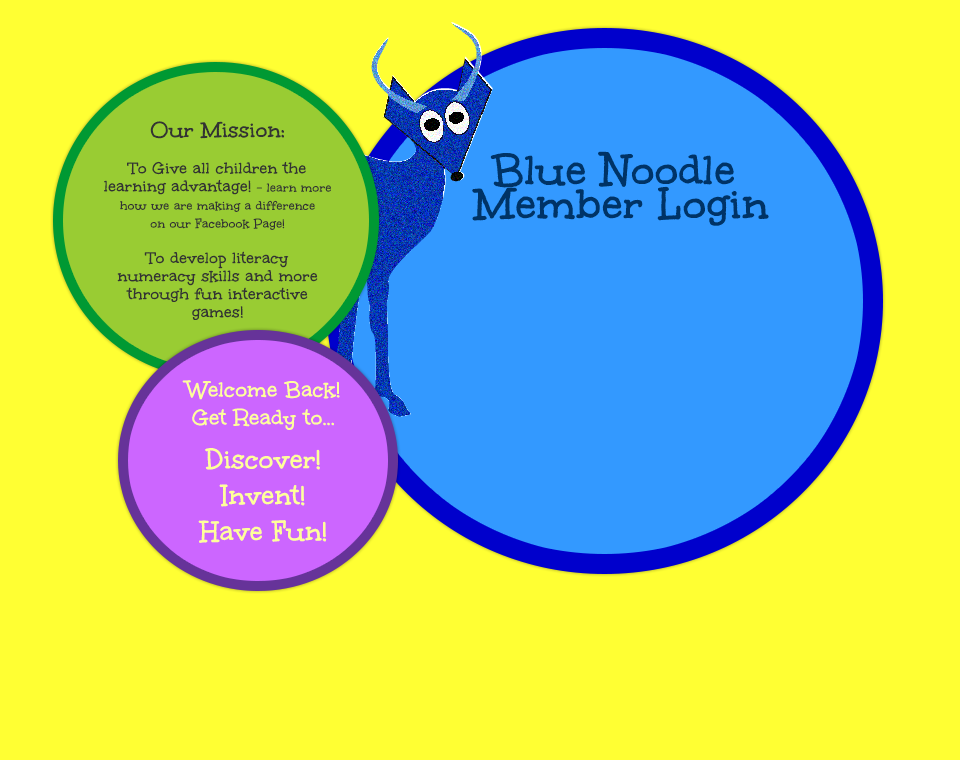 Our Mission:
To Give all children the
learning advantage! - learn more
how we are making a difference
on our Facebook Page!
To develop literacy
numeracy skills and more
through fun interactive
games!
Blue Noodle
Member Login
Welcome Back!
Get Ready to...
Discover!
Invent!
Have Fun!